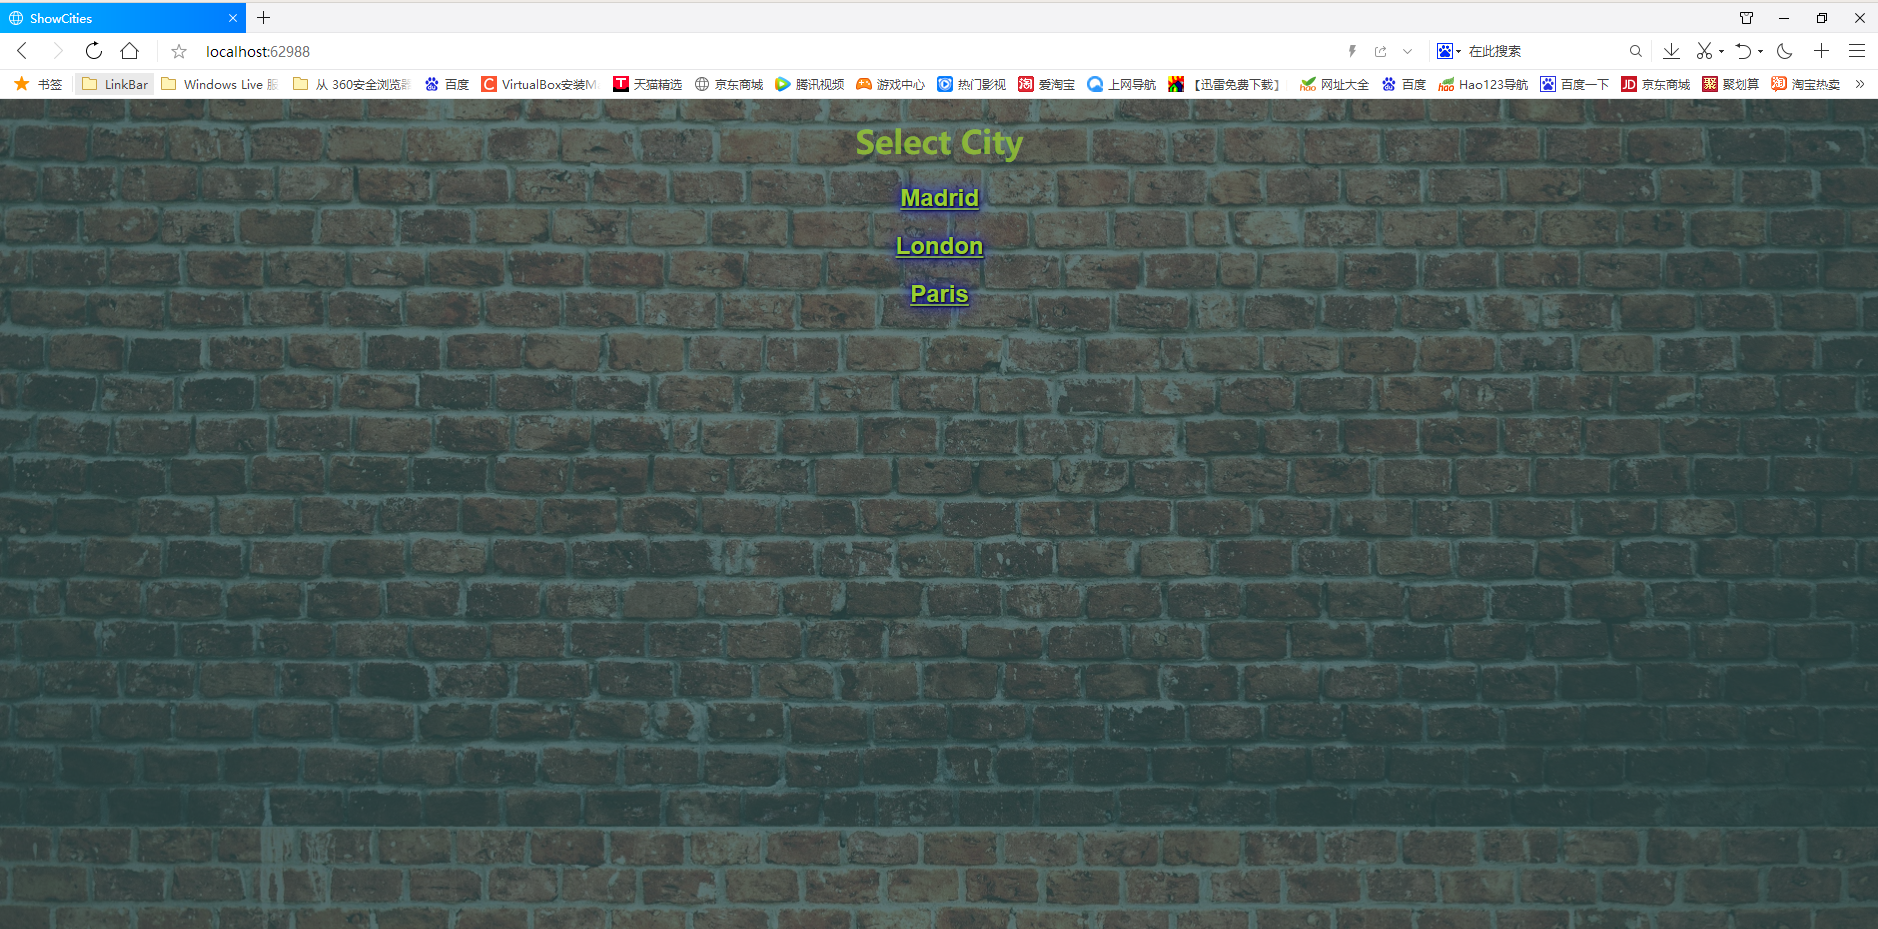 ShowCities
localhost:62988
在此搜索
书签 LinkBar Windows Live 服 从 360安全浏览器 百度 VirtualBox安装M 天猫精选 京东商城 腾讯视频 游戏中心 热门影视 爱淘宝 上网导航 【迅雷免费下载】 网址大全 百度 Hao123导航 百度一下 京东商城 聚划算 淘宝热卖
Select City
Madrid
London
Paris